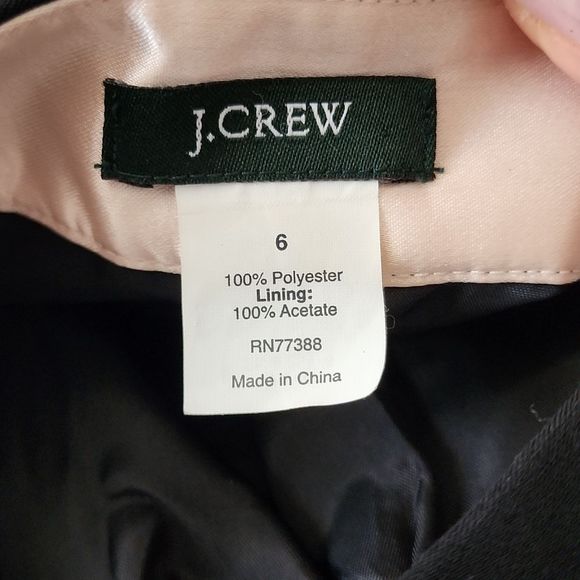 J.CREW
6
100% Polyester
Lining:
100% Acetate
RN77388
Made in China